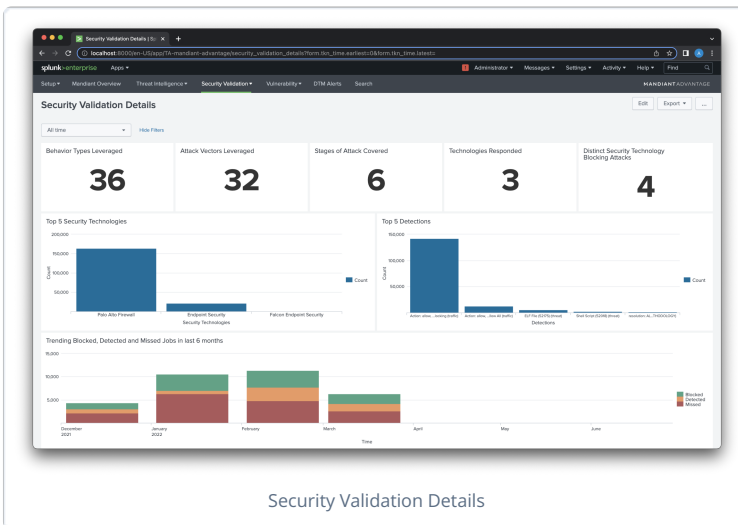 Security Validation Details | Sp
localhost:8000/en-US/app/TA-mandiant-advantage/security_validation_details?form.tkn_time.earliest=0&form.tkn_time.latest=
splunk>enterprise Apps
Administrator Messages Settings Activity Help Find
Setup Mandiant Overview Threat Intelligence Security Validation Vulnerability DTM Alerts Search
MANDIANT ADVANTAGE
Security Validation Details
Edit Export ...
All time Hide Filters
Behavior Types Leveraged
36
Attack Vectors Leveraged
32
Stages of Attack Covered
6
Technologies Responded
3
Distinct Security Technology
Blocking Attacks
4
Top 5 Security Technologies
200,000
150,000
100,000
50,000
Count
Palo Alto Firewall Endpoint Security Falcon Endpoint Security
Security Technologies
Count
Top 5 Detections
150,000
100,000
50,000
Count
Detections
Count
Trending Blocked, Detected and Missed Jobs in last 6 months
15,000
10,000
5,000
December January February March April May June
2021 2022
Time
Blocked
Detected
Missed
Security Validation Details